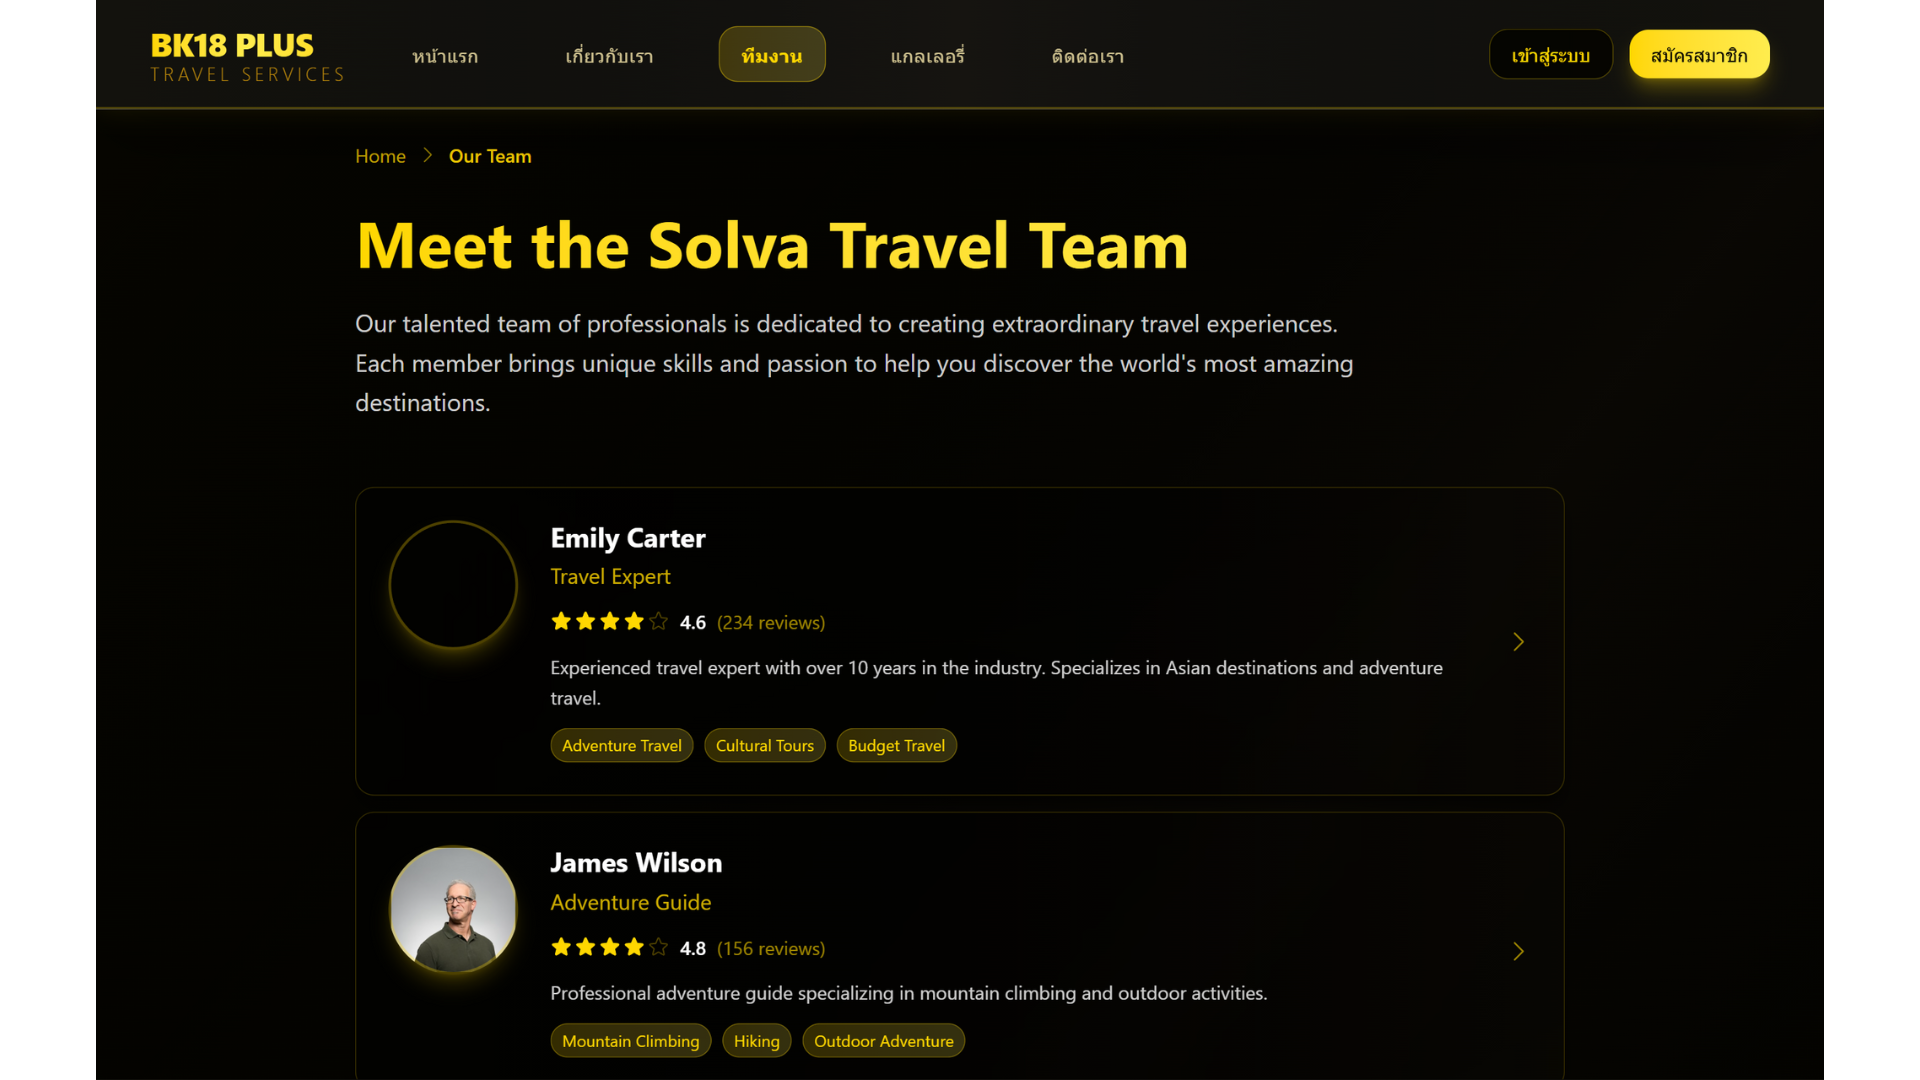 BK18 PLUS
TRAVEL SERVICES
หน้าแรก
เกี่ยวกับเรา
ทีมงาน
แกลเลอรี่
ติดต่อเรา
เข้าสู่ระบบ
สมัครสมาชิก
Home
Our Team
Meet the Solva Travel Team
Our talented team of professionals is dedicated to creating extraordinary travel experiences.
Each member brings unique skills and passion to help you discover the world's most amazing
destinations.
Emily Carter
Travel Expert
4.6 (234 reviews)
Experienced travel expert with over 10 years in the industry. Specializes in Asian destinations and adventure
travel.
Adventure Travel
Cultural Tours
Budget Travel
James Wilson
Adventure Guide
4.8 (156 reviews)
Professional adventure guide specializing in mountain climbing and outdoor activities.
Mountain Climbing
Hiking
Outdoor Adventure